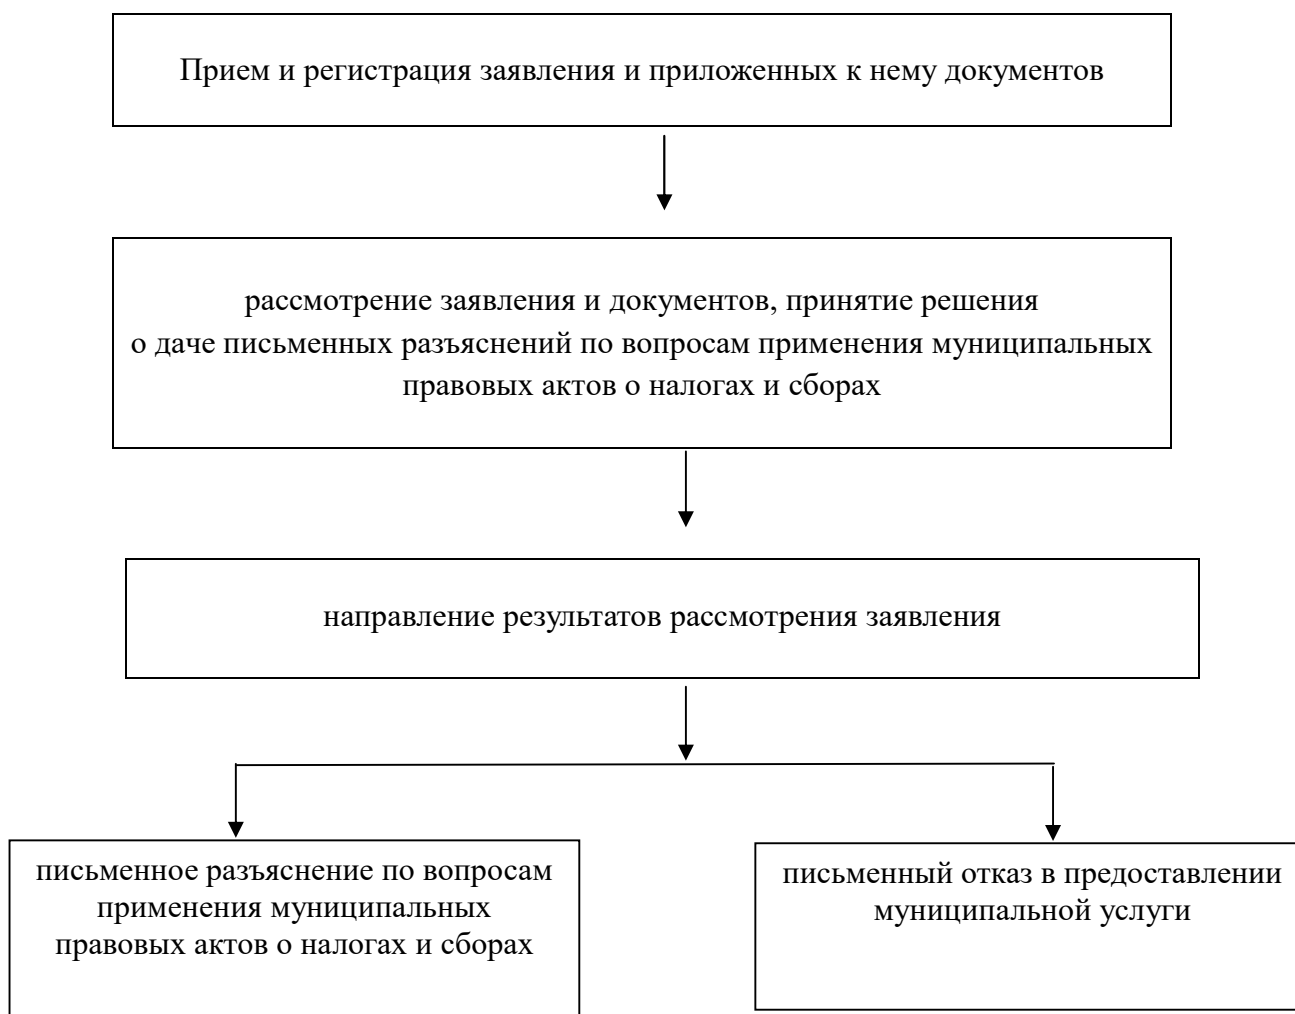 Прием и регистрация заявления и приложенных к нему документов
рассмотрение заявления и документов, принятие решения
о даче письменных разъяснений по вопросам применения муниципальных
правовых актов о налогах и сборах
направление результатов рассмотрения заявления
письменное разъяснение по вопросам
применения муниципальных
правовых актов о налогах и сборах
письменный отказ в предоставлении
муниципальной услуги